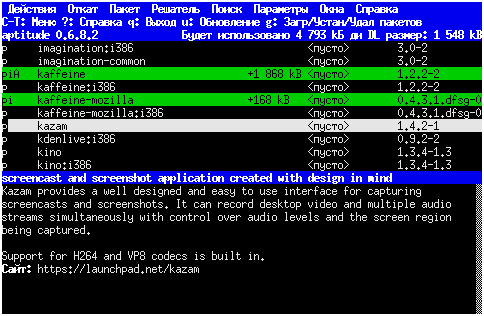 Действия Откат Пакет Решатель Поиск Параметры Окна Справка
C-T: Меню ?: Справка q: Выход u: Обновление g: Загр/Устан/Удал пакетов
aptitude 0.6.8.2 Будет использовано 4 793 kБ ди DL размер: 1 548 kБ
p imagination:i386 <пусто> 3.0-2
p imagination-common <пусто> 3.0-2
piA kaffeine +1 868 kB <пусто> 1.2.2-2
p kaffeine:i386 <пусто> 1.2.2-2
pi kaffeine-mozilla +168 kB <пусто> 0.4.3.1.dfsg-0
p kaffeine-mozilla:i386 <пусто> 0.4.3.1.dfsg-0
p kazam <пусто> 1.4.2-1
p kdenlive:i386 <пусто> 0.9.2-2
p kino <пусто> 1.3.4-1.3
p kino:i386 <пусто> 1.3.4-1.3
screencast and screenshot application created with design in mind
Kazam provides a well designed and easy to use interface for capturing
screencasts and screenshots. It can record desktop video and multiple audio
streams simultaneously with control over audio levels and the screen region
being captured.
Support for H264 and VP8 codecs is built in.
Сайт: https://launchpad.net/kazam